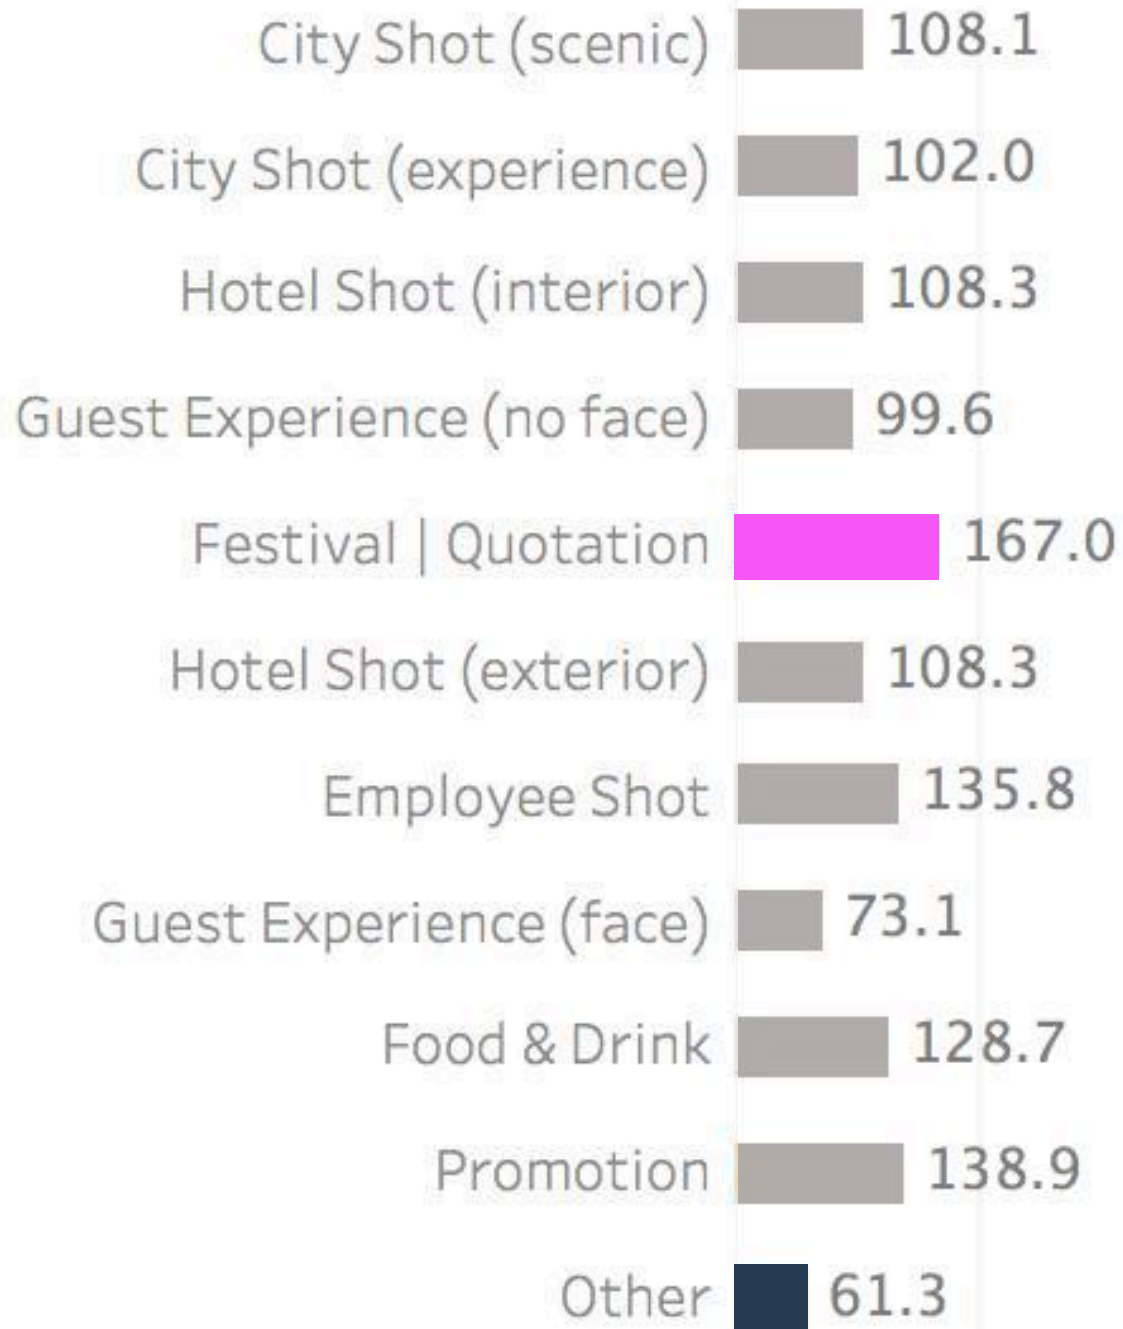 City Shot (scenic) 108.1
City Shot (experience) 102.0
Hotel Shot (interior) 108.3
Guest Experience (no face) 99.6
Festival | Quotation 167.0
Hotel Shot (exterior) 108.3
Employee Shot 135.8
Guest Experience (face) 73.1
Food & Drink 128.7
Promotion 138.9
Other 61.3